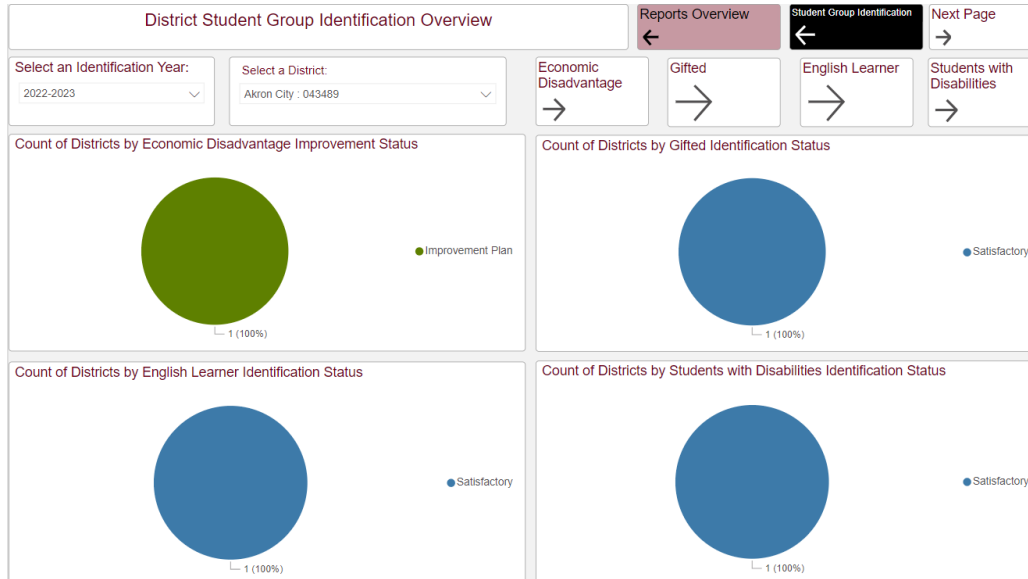 District Student Group Identification Overview
Reports Overview
Student Group Identification
Next Page
Select an Identification Year:
2022-2023
Select a District:
Akron City : 043489
Economic
Disadvantage
Gifted
English Learner
Students with
Disabilities
Count of Districts by Economic Disadvantage Improvement Status
Improvement Plan
1 (100%)
Count of Districts by Gifted Identification Status
Satisfactory
1 (100%)
Count of Districts by English Learner Identification Status
Satisfactory
1 (100%)
Count of Districts by Students with Disabilities Identification Status
Satisfactory
1 (100%)